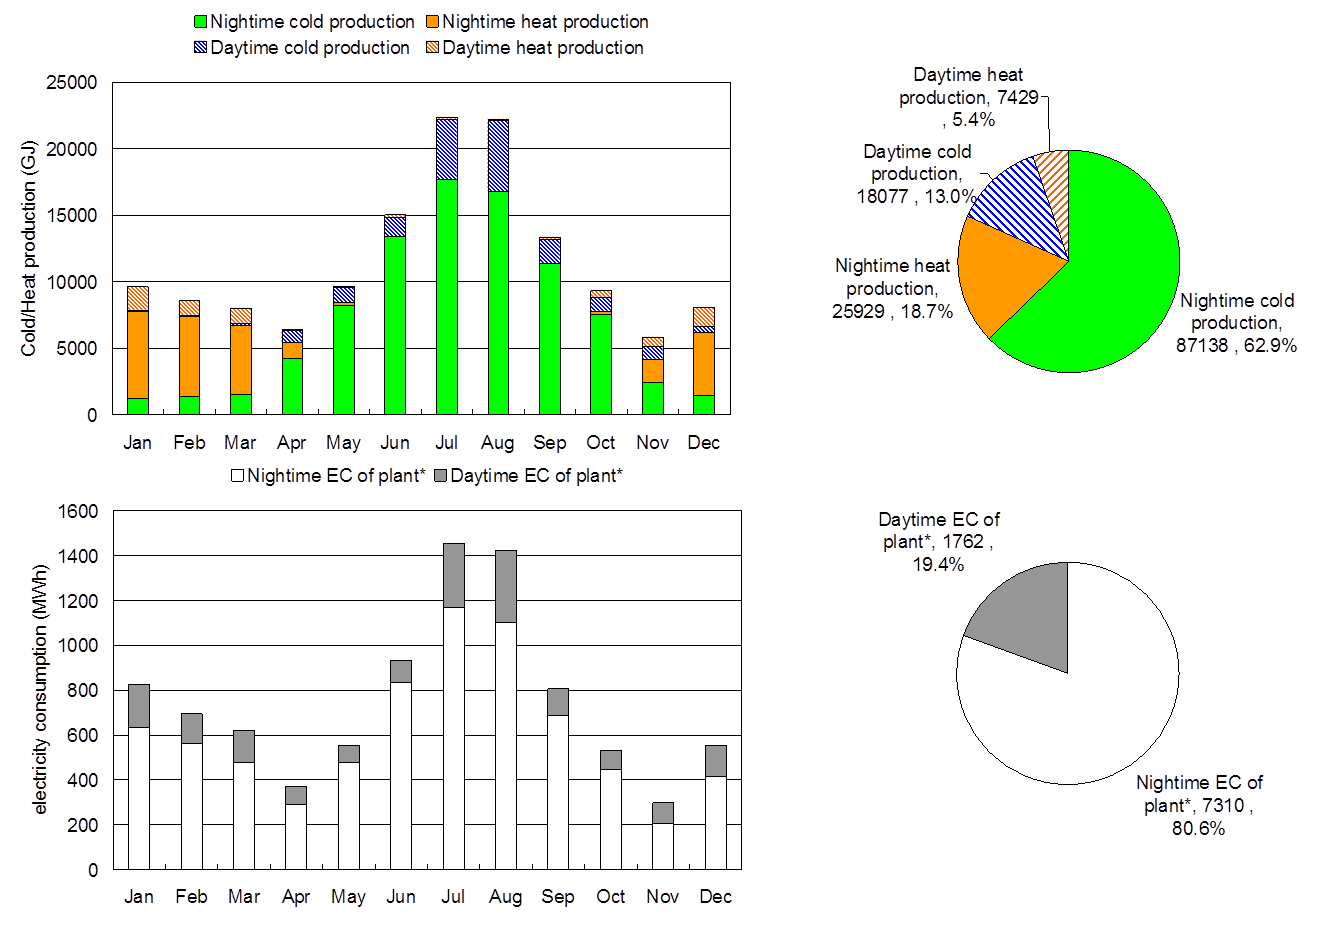 Nightime cold production Nightime heat production
Daytime cold production Daytime heat production
Cold/Heat production (GJ)
25000
20000
15000
10000
5000
0
Jan Feb Mar Apr May Jun Jul Aug Sep Oct Nov Dec
Daytime heat
production, 7429
, 5.4%
Daytime cold
production,
18077 , 13.0%
Nightime heat
production,
25929 , 18.7%
Nightime cold
production,
87138 , 62.9%
Nightime EC of plant* Daytime EC of plant*
electricity consumption (MWh)
1600
1400
1200
1000
800
600
400
200
0
Jan Feb Mar Apr May Jun Jul Aug Sep Oct Nov Dec
Daytime EC of
plant*, 1762 ,
19.4%
Nightime EC of
plant*, 7310 ,
80.6%